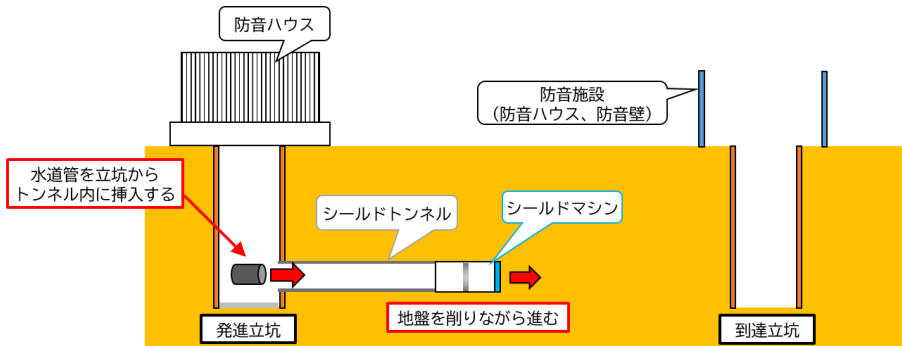 防音ハウス
防音施設
（防音ハウス、防音壁）
水道管を立坑から
トンネル内に挿入する
シールドトンネル
シールドマシン
地盤を削りながら進む
発進立坑
到達立坑